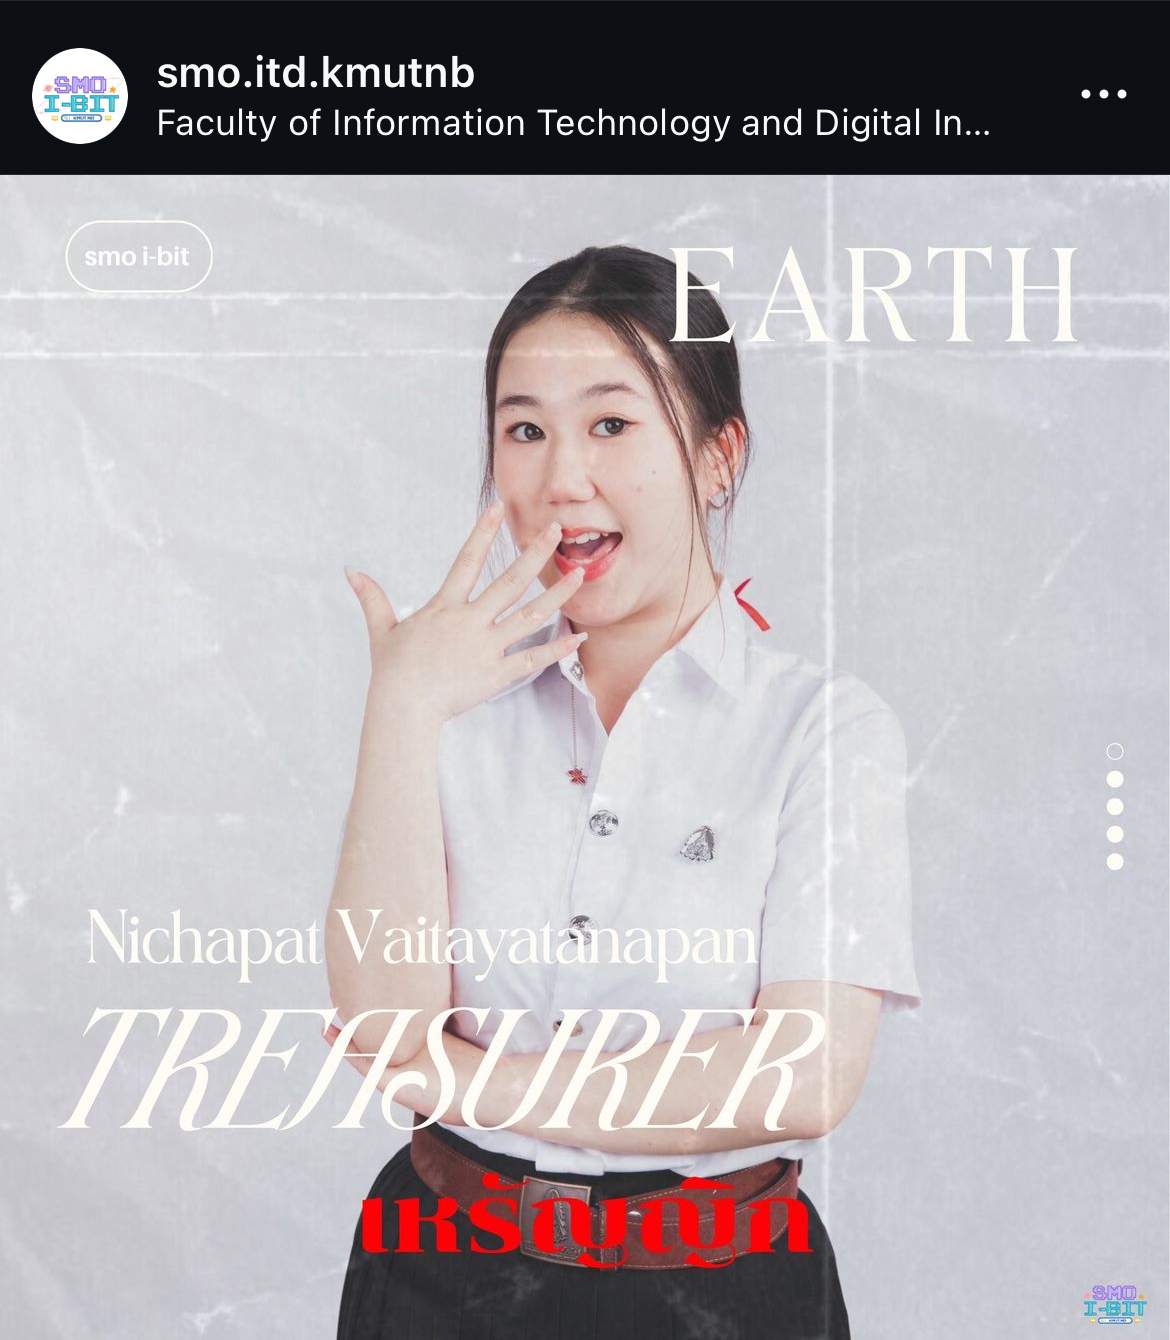 SMO
I-BIT
KMUTNB
smo.itd.kmutnb
Faculty of Information Technology and Digital In...
smo i-bit
EARTH
Nichapat Vaitayatanapan
TREASURER
เหรัญญิก
SMO
I-BIT